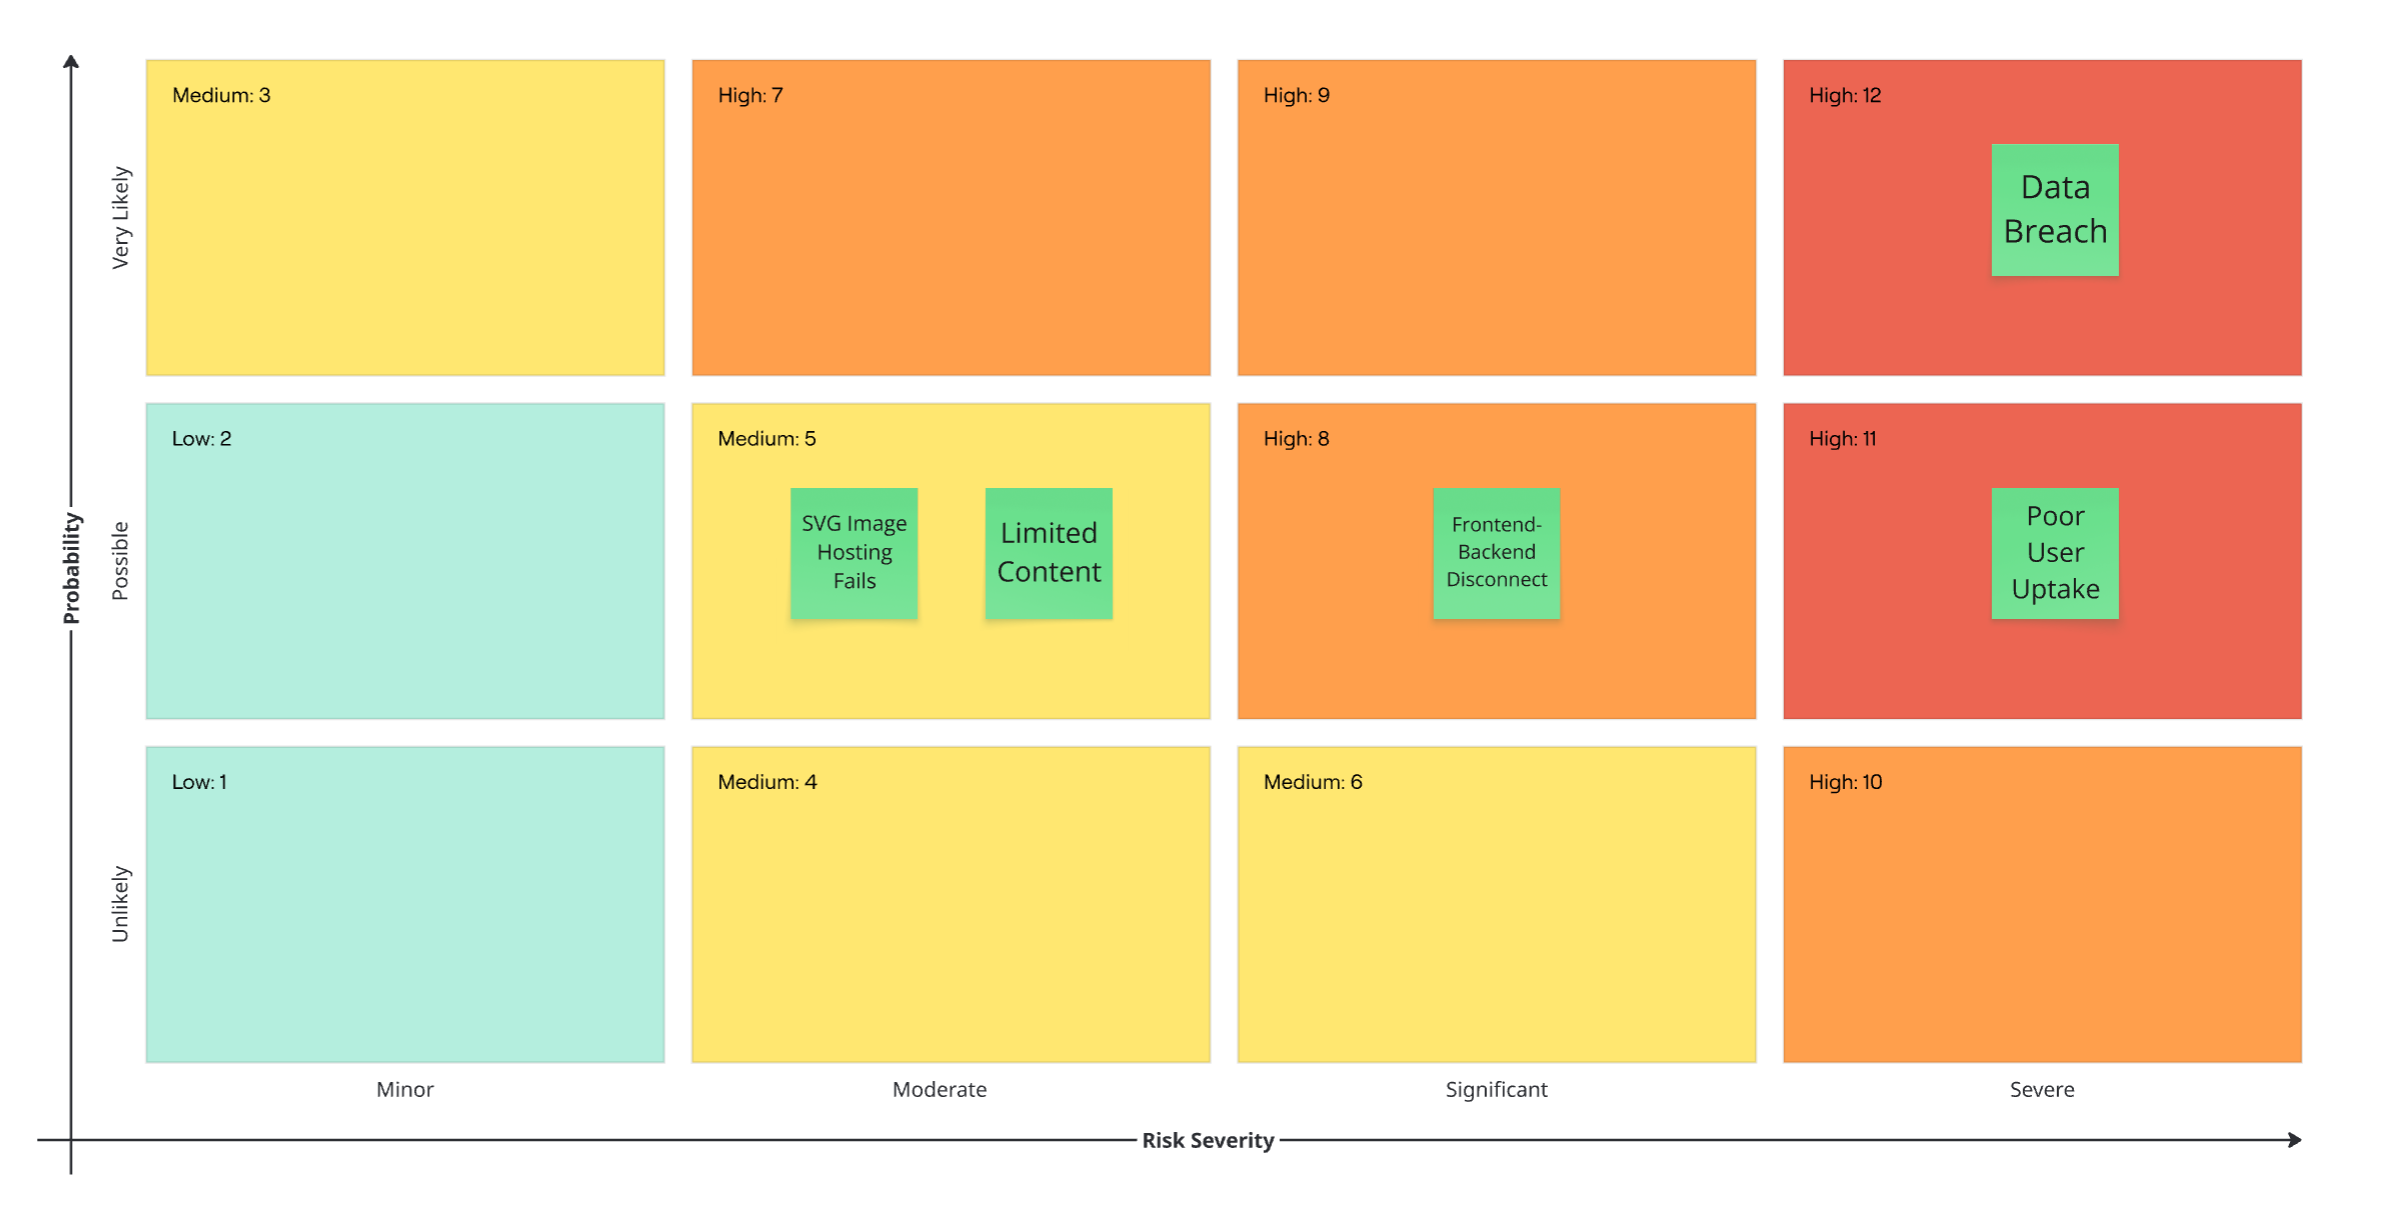 Medium: 3
High: 7
High: 9
High: 12
Data
Breach
Very Likely
Low: 2
Medium: 5
SVG Image
Hosting
Fails
Limited
Content
High: 8
Frontend-
Backend
Disconnect
High: 11
Poor
User
Uptake
Possible
Probability
Low: 1
Medium: 4
Medium: 6
High: 10
Unlikely
Minor
Moderate
Significant
Severe
Risk Severity